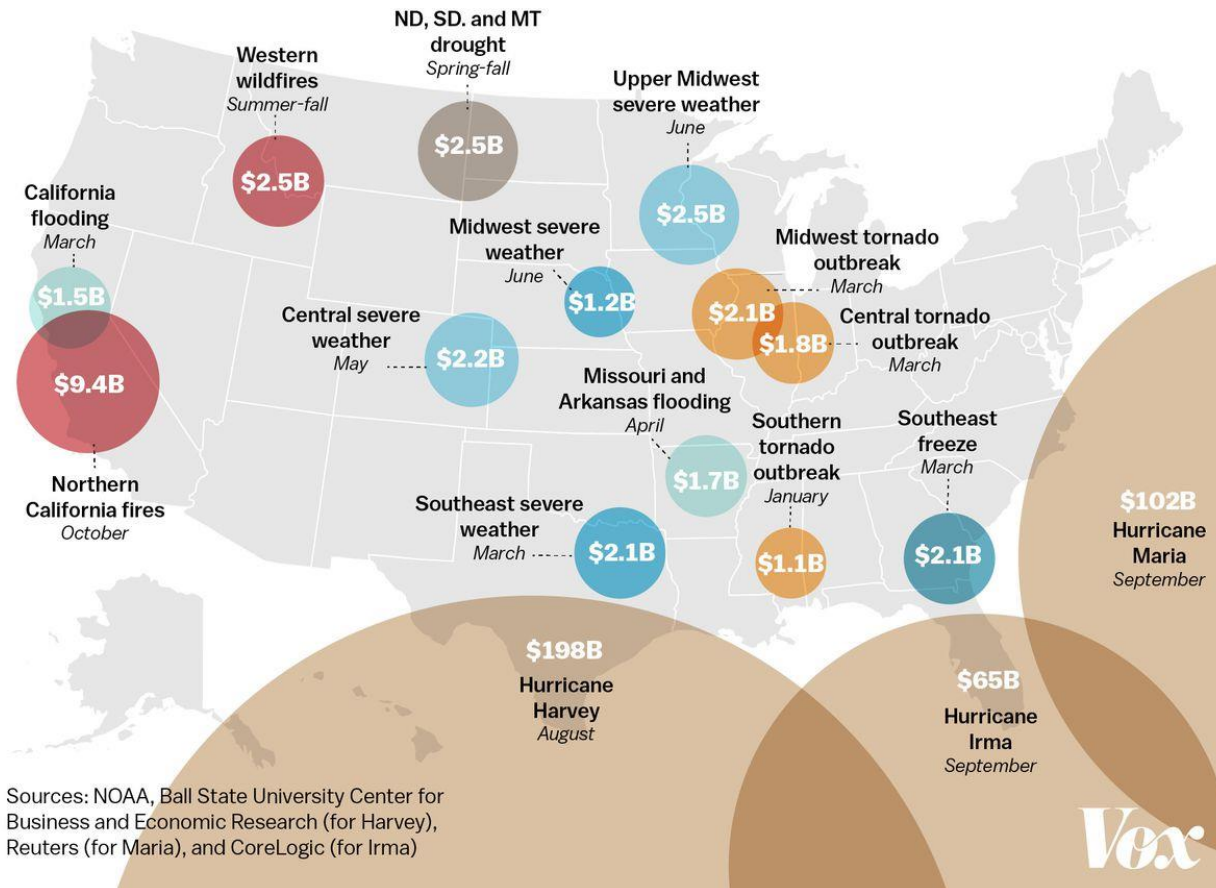 ND, SD. and MT
drought
Spring-fall
$2.5B
Western
wildfires
Summer-fall
$2.5B
Upper Midwest
severe weather
June
$2.5B
California
flooding
March
$1.5B
Midwest severe
weather
June
$1.2B
Midwest tornado
outbreak
March
$2.1B
Central severe
weather
May
$2.2B
Central tornado
outbreak
March
$1.8B
$9.4B
Northern
California fires
October
Missouri and
Arkansas flooding
April
$1.7B
Southern
tornado
outbreak
January
$1.1B
Southeast
freeze
March
$2.1B
Southeast severe
weather
March
$2.1B
$102B
Hurricane
Maria
September
$198B
Hurricane
Harvey
August
$65B
Hurricane
Irma
September
Sources: NOAA, Ball State University Center for
Business and Economic Research (for Harvey),
Reuters (for Maria), and CoreLogic (for Irma)
Vox